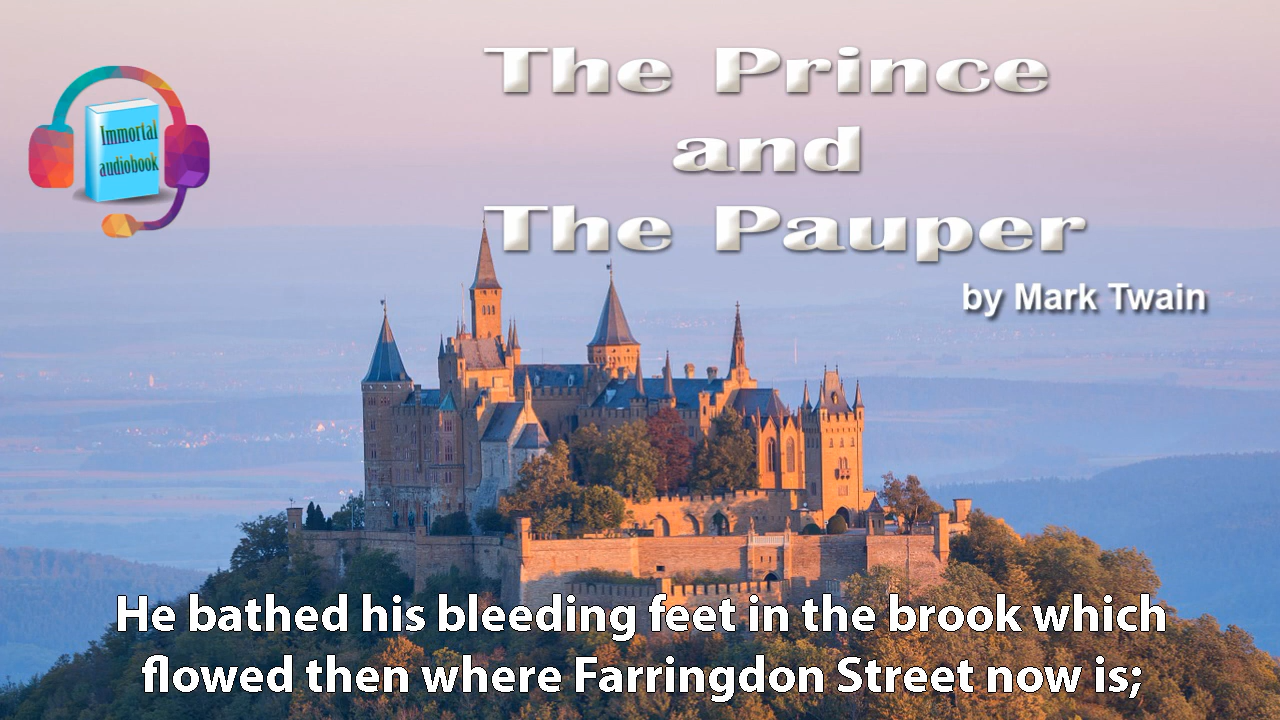 The Prince
and
The Pauper
by Mark Twain
Immortal
audiobook
He bathed his bleeding feet in the brook which
flowed then where Farringdon Street now is;